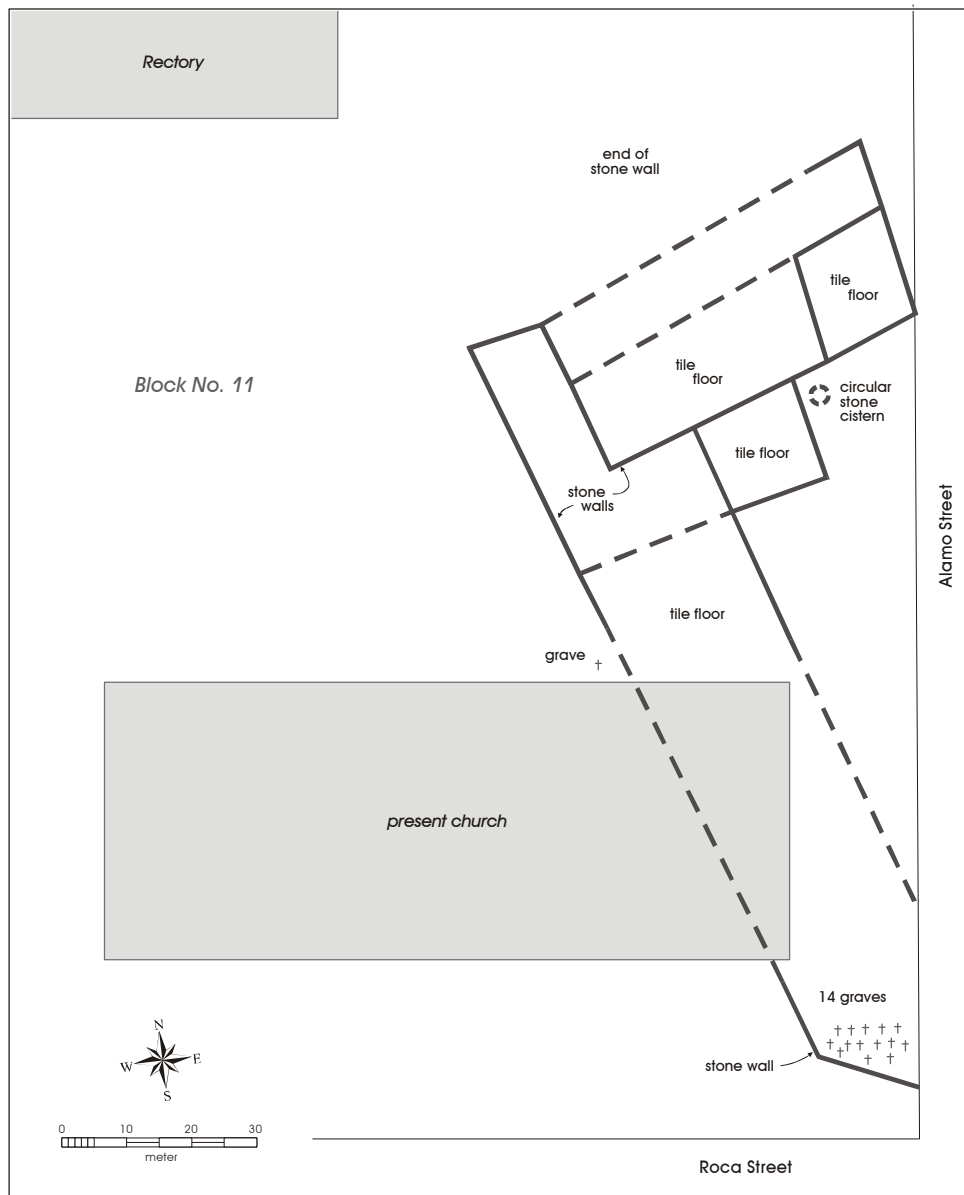 Rectory
end of
stone wall
tile
floor
Block No. 11
tile
floor
circular
stone
cistern
tile floor
stone
walls
Alamo Street
tile floor
grave
present church
14 graves
N
W
E
S
stone wall
0 10 20 30
meter
Roca Street